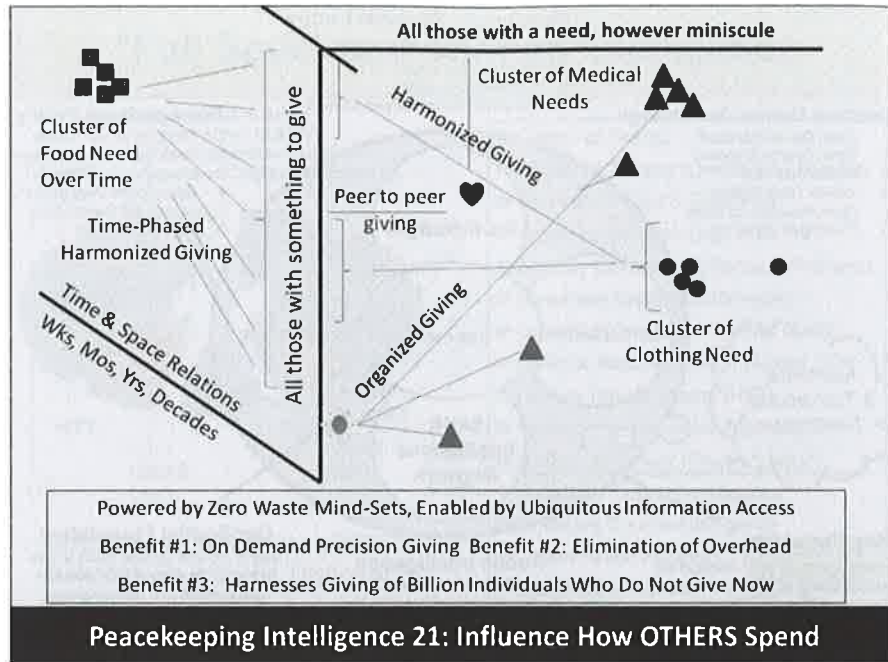 All those with a need, however miniscule
Cluster of
Food Need
Over Time
Time-Phased
Harmonized Giving
Time & Space Relations
Wks, Mos, Yrs, Decades
All those with something to give
Harmonized Giving
Cluster of Medical
Needs
Peer to peer
giving
Organized Giving
Cluster of
Clothing Need
Powered by Zero Waste Mind-Sets, Enabled by Ubiquitous Information Access
Benefit #1: On Demand Precision Giving Benefit #2: Elimination of Overhead
Benefit #3: Harnesses Giving of Billion Individuals Who Do Not Give Now
Peacekeeping Intelligence 21: Influence How OTHERS Spend